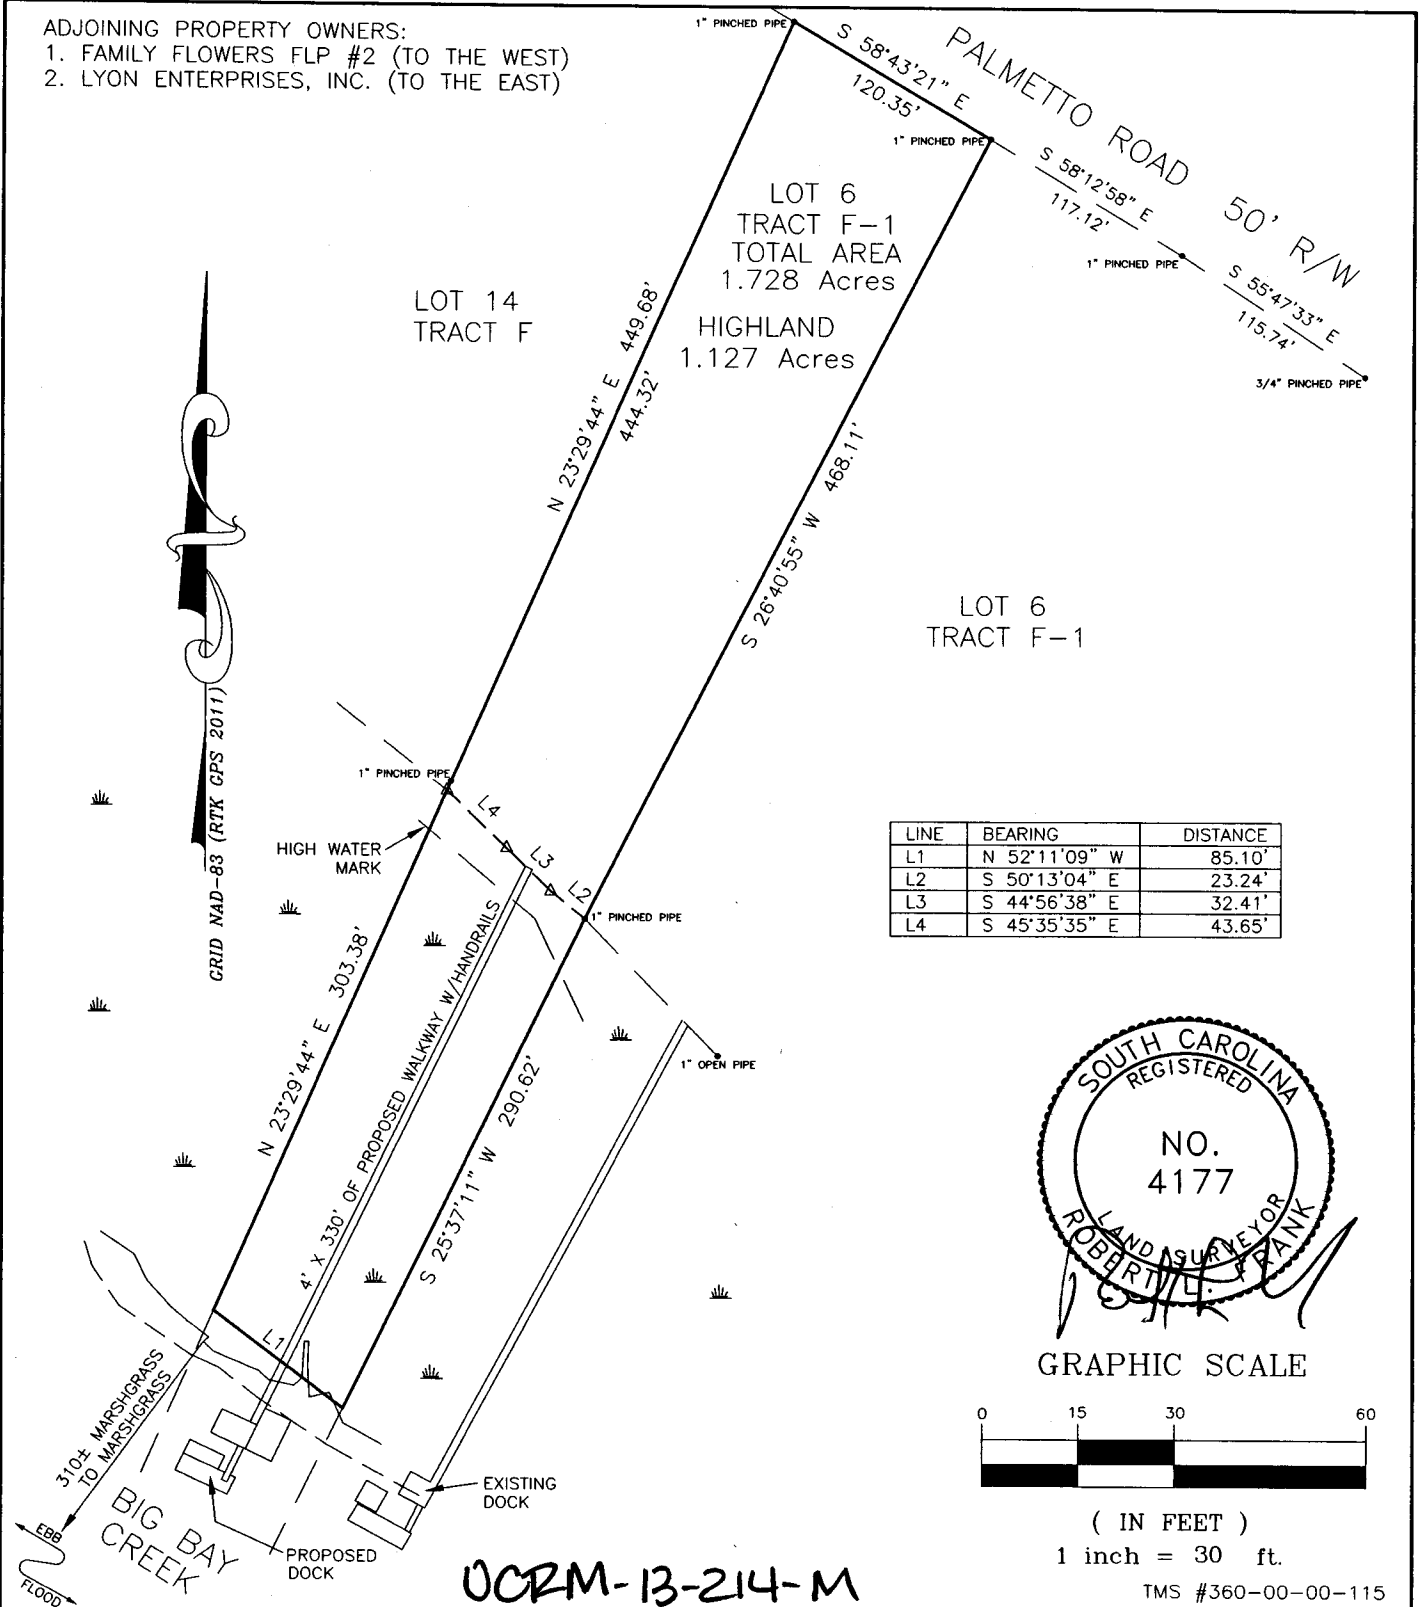 ADJOINING PROPERTY OWNERS:
1. FAMILY FLOWERS FLP #2 (TO THE WEST)
2. LYON ENTERPRISES, INC. (TO THE EAST)
1" PINCHED PIPE
S 58°43'21" E
120.35'
PALMETTO ROAD 50' R/W
1" PINCHED PIPE
S 58°12'58" E
117.12'
1" PINCHED PIPE
S 55°47'33" E
115.74'
3/4" PINCHED PIPE
LOT 6
TRACT F-1
TOTAL AREA
1.728 Acres
HIGHLAND
1.127 Acres
LOT 14
TRACT F
N 23°29'44" E 449.68'
444.32'
S 26°40'55" W 468.11'
LOT 6
TRACT F-1
GRID NAD-83 (RTK GPS 2011)
1" PINCHED PIPE
L4
L3
L2
HIGH WATER
MARK
1" PINCHED PIPE
LINE BEARING DISTANCE
L1 N 52°11'09" W 85.10'
L2 S 50°13'04" E 23.24'
L3 S 44°56'38" E 32.41'
L4 S 45°35'35" E 43.65'
N 23°29'44" E 303.38'
4' X 330' OF PROPOSED WALKWAY W/HANDRAILS
S 25°37'11" W 290.62'
1" OPEN PIPE
SOUTH CAROLINA
REGISTERED
NO.
4177
LAND SURVEYOR
ROBERT L. FRANK
L1
310± MARSHGRASS
TO MARSHGRASS
EBB
FLOOD
BIG BAY
CREEK
PROPOSED
DOCK
EXISTING
DOCK
GRAPHIC SCALE
0 15 30 60
( IN FEET )
1 inch = 30 ft.
OCRM-13-214-M
TMS #360-00-00-115